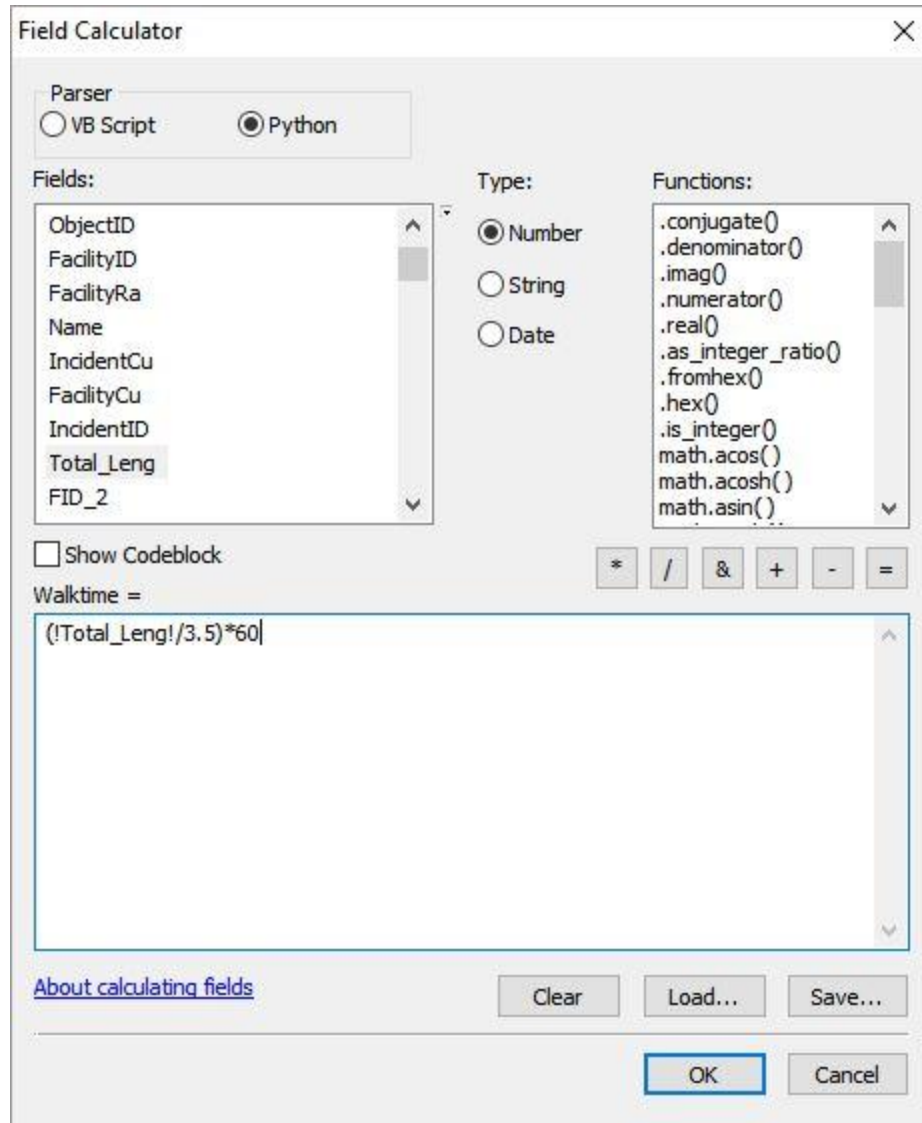 Field Calculator
Parser
VB Script Python
Fields:
ObjectID
FacilityID
FacilityRa
Name
IncidentCu
FacilityCu
IncidentID
Total_Leng
FID_2
Type:
Number
String
Date
Functions:
.conjugate()
.denominator()
.imag()
.numerator()
.real()
.as_integer_ratio()
.fromhex()
.hex()
.is_integer()
math.acos( )
math.acosh( )
math.asin( )
Show Codeblock
* / & + - =
Walktime =
(!Total_Leng!/3.5)*60
About calculating fields
Clear Load... Save...
OK Cancel